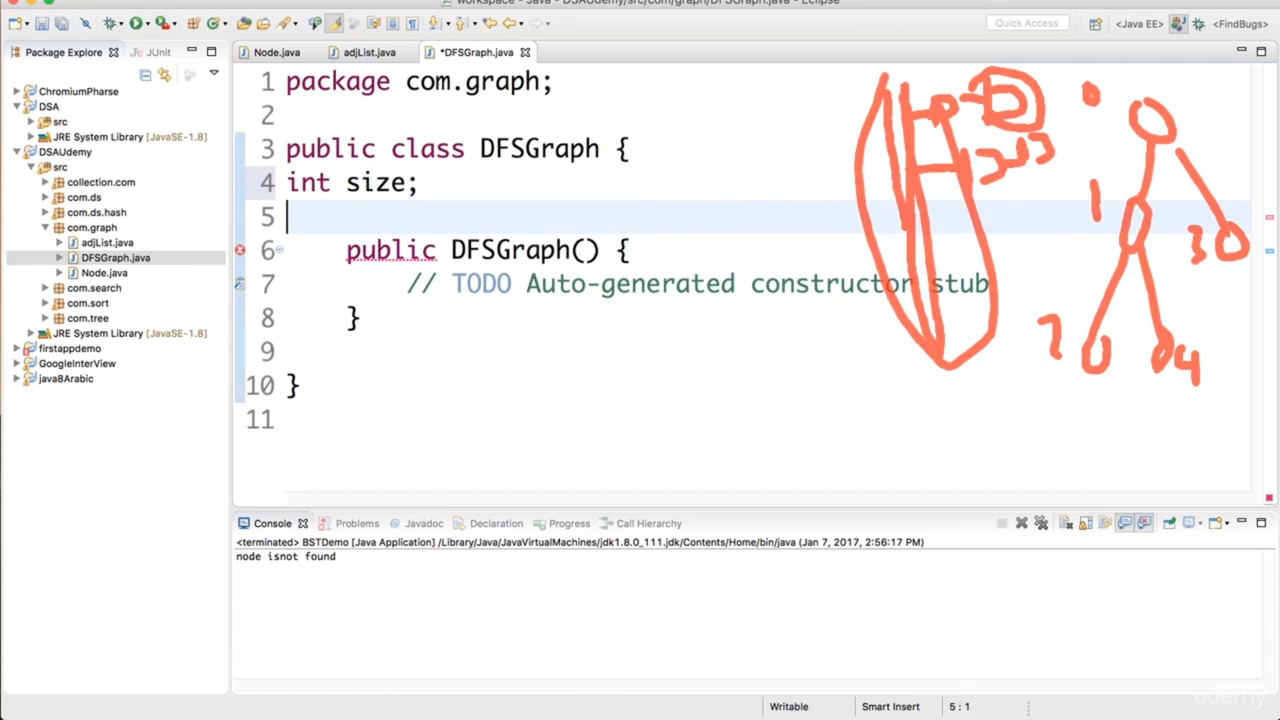 workspace - Java - DSAUdemy/src/com/graph/DFSGraph.java - Eclipse
Quick Access
<Java EE>
<FindBugs>
Package Explorer
JUnit
Node.java
adjList.java
*DFSGraph.java
ChromiumPharse
DSA
src
JRE System Library [JavaSE-1.8]
DSAUdemy
src
collection.com
com.ds
com.ds.hash
com.graph
adjList.java
DFSGraph.java
Node.java
com.search
com.sort
com.tree
JRE System Library [JavaSE-1.8]
firstappdemo
GoogleInterView
java8Arabic
1 package com.graph;
2
3 public class DFSGraph {
4 int size;
5
6 public DFSGraph() {
7 // TODO Auto-generated constructor stub
8 }
9
10 }
11
0
1
3
2
4
Console
Problems
Javadoc
Declaration
Progress
Call Hierarchy
<terminated> BSTDemo [Java Application] /Library/Java/JavaVirtualMachines/jdk1.8.0_111.jdk/Contents/Home/bin/java (Jan 7, 2017, 2:56:17 PM)
node isnot found
Writable
Smart Insert
5 : 1
udemy